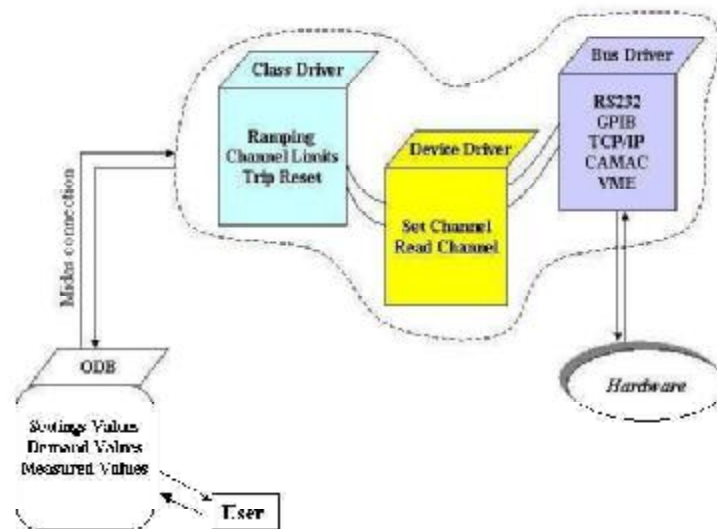 Class Driver
Ramping
Channel Limits
Trip Reset
Device Driver
Set Channel
Read Channel
Bus Driver
RS232
GPIB
TCP/IP
CAMAC
VME
Midas connection
ODB
Settings Values
Demand Values
Measured Values
User
Hardware